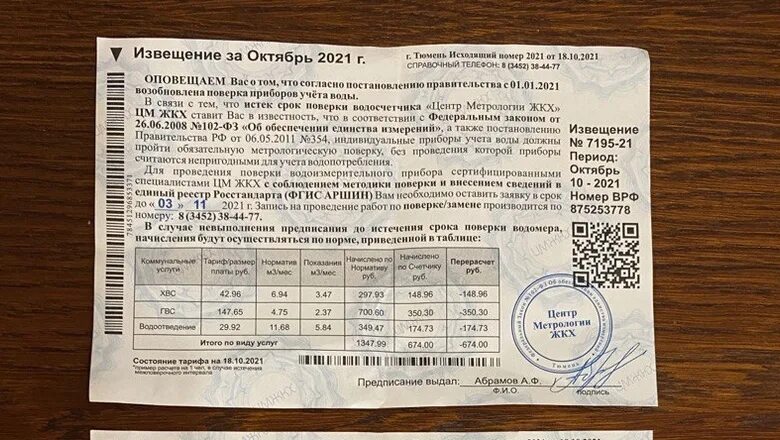 Извещение за Октябрь 2021 г.
г. Тюмень Исходящий номер 2021 от 18.10.2021
СПРАВОЧНЫЙ ТЕЛЕФОН: 8 (3452) 38-44-77
ОПОВЕЩАЕМ Вас о том, что согласно постановлению правительства с 01.01.2021
возобновлена поверка приборов учёта воды.
В связи с тем, что истек срок поверки водосчетчика «Центр Метрологии ЖКХ»
ЦМ ЖКХ ставит Вас в известность, что в соответствии с Федеральным законом от
26.06.2008 №102-ФЗ «Об обеспечении единства измерений», а также постановлению
Правительства РФ от 06.05.2011 №354, индивидуальные приборы учета воды должны
пройти обязательную метрологическую поверку, без проведения которой приборы
считаются непригодными для учета водопотребления.
Для проведения поверки водоизмерительного прибора сертифицированными
специалистами ЦМ ЖКХ с соблюдением методики поверки и внесением сведений в
единый реестр Росстандарта (ФГИС АРШИН) Вам необходимо оставить заявку в срок
до «03» 11 2021 г. Запись на проведение работ по поверке/замене производится по
номеру: 8 (3452) 38-44-77.
В случае невыполнения предписания до истечения срока поверки водомера,
начисления будут осуществляться по норме, приведенной в таблице:
Извещение
№ 7195-21
Период:
Октябрь
10 - 2021
Номер ВРФ
875253778
784512968553371
Коммунальные услуги Тариф/размер платы руб. Норматив м3/мес Показания м3/мес Начислено по Нормативу руб. Начислено по Счетчику руб. Перерасчет руб.
ХВС 42.96 6.94 3.47 297.93 148.96 -148.96
ГВС 147.65 4.75 2.37 700.60 350.30 -350.30
Водоотведение 29.92 11.68 5.84 349.47 174.73 -174.73
Итого по виду услуг 1347.99 674.00 -674.00
Состояние тарифа на 18.10.2021
*пример расчета на 1 чел. в случае истечения
межповерочного интервала
Центр
Метрологии
ЖКХ
Тюмень
Предписание выдал: Абрамов А.Ф.
Ф.И.О. подпись